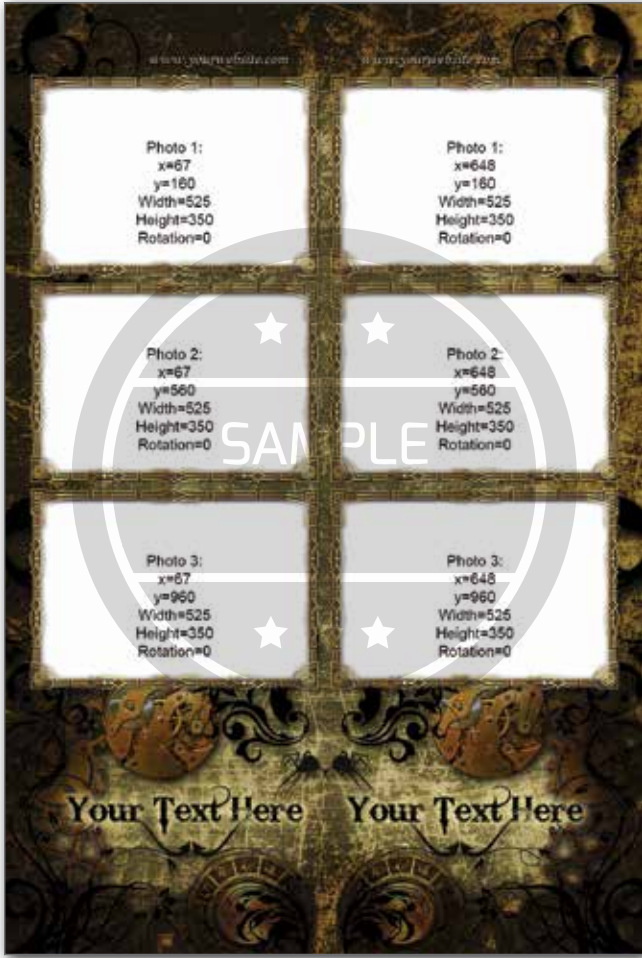 www.yourwebsite.com
www.yourwebsite.com
Photo 1:
x=67
y=160
Width=525
Height=350
Rotation=0
Photo 1:
x=648
y=160
Width=525
Height=350
Rotation=0
Photo 2:
x=67
y=560
Width=525
Height=350
Rotation=0
Photo 2:
x=648
y=560
Width=525
Height=350
Rotation=0
SAMPLE
Photo 3:
x=67
y=960
Width=525
Height=350
Rotation=0
Photo 3:
x=648
y=960
Width=525
Height=350
Rotation=0
Your Text Here
Your Text Here